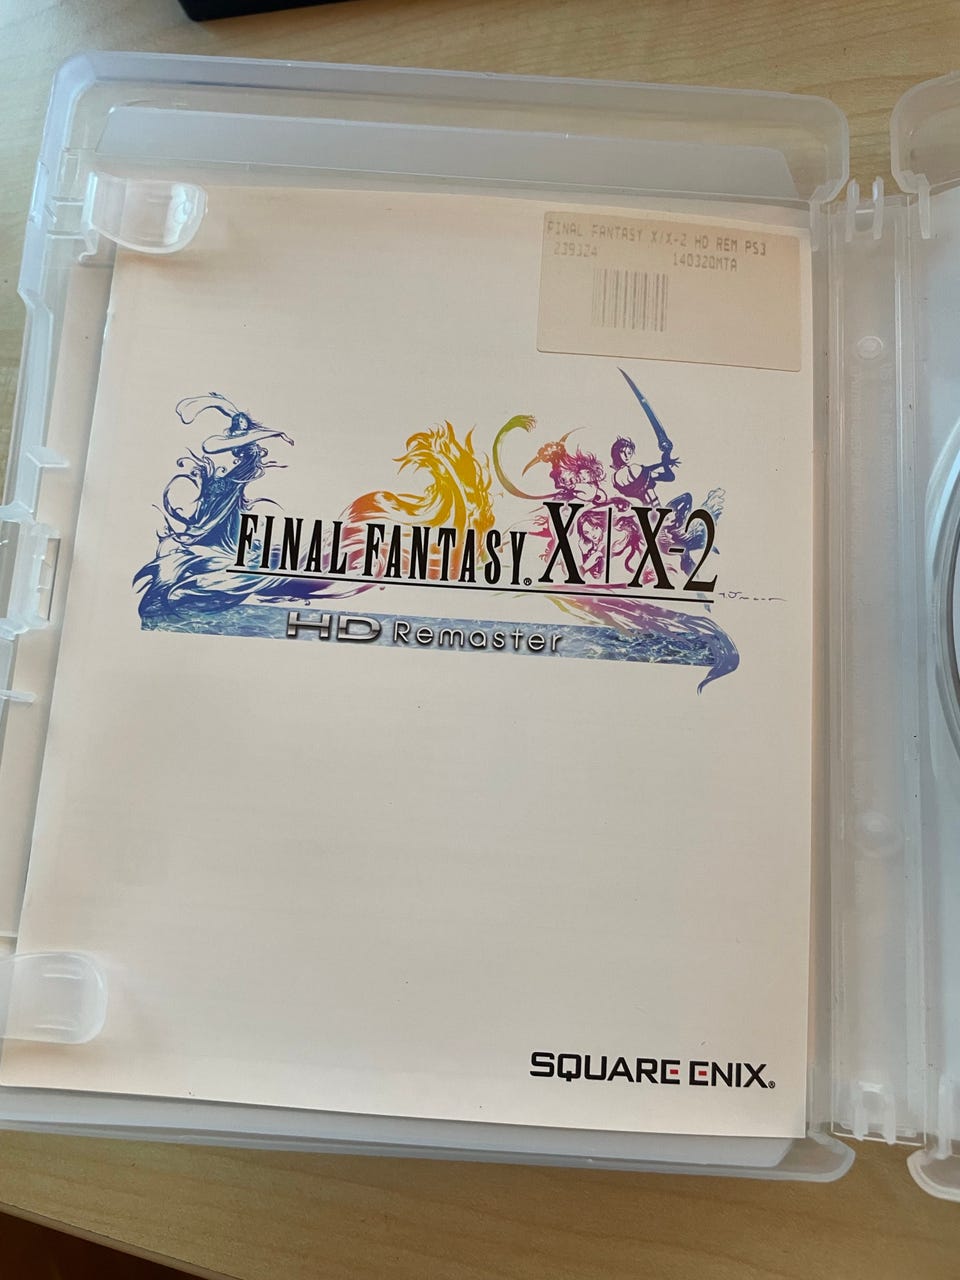 FINAL FANTASY X/X-2 HD REM PS3
239324 140320MTA
FINAL FANTASY® X | X-2
HD Remaster
SQUARE ENIX®